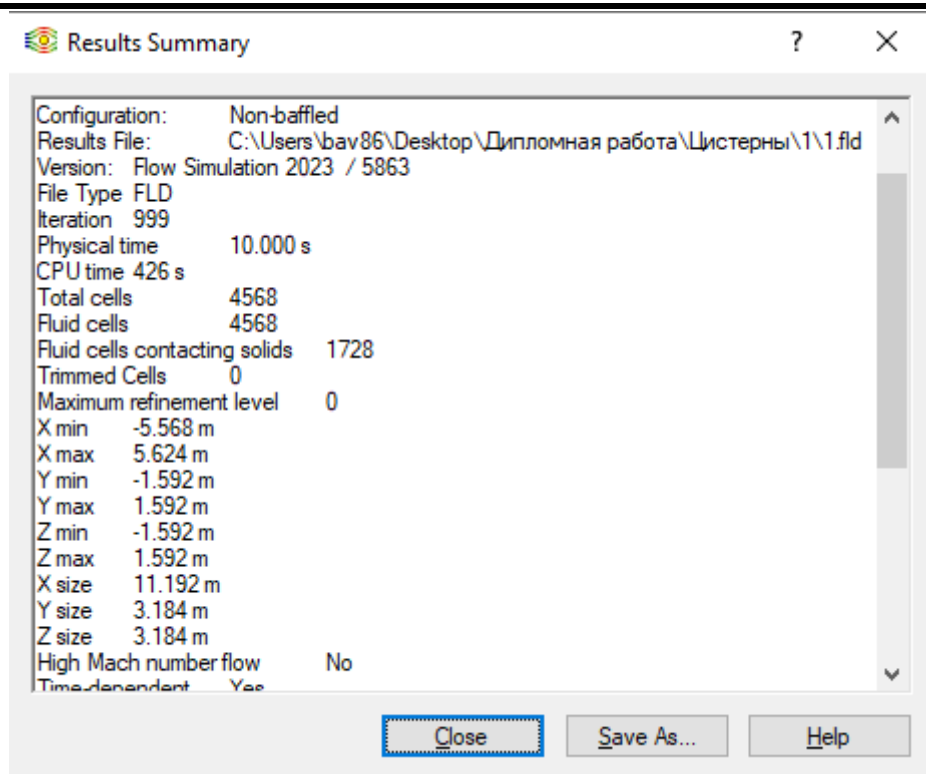 Results Summary ? ×
Configuration: Non-baffled
Results File: C:\Users\bav86\Desktop\Дипломная работа\Цистерны\1\1.fld
Version: Flow Simulation 2023 / 5863
File Type FLD
Iteration 999
Physical time 10.000 s
CPU time 426 s
Total cells 4568
Fluid cells 4568
Fluid cells contacting solids 1728
Trimmed Cells 0
Maximum refinement level 0
X min -5.568 m
X max 5.624 m
Y min -1.592 m
Y max 1.592 m
Z min -1.592 m
Z max 1.592 m
X size 11.192 m
Y size 3.184 m
Z size 3.184 m
High Mach number flow No
Time-dependent Yes
Close Save As... Help